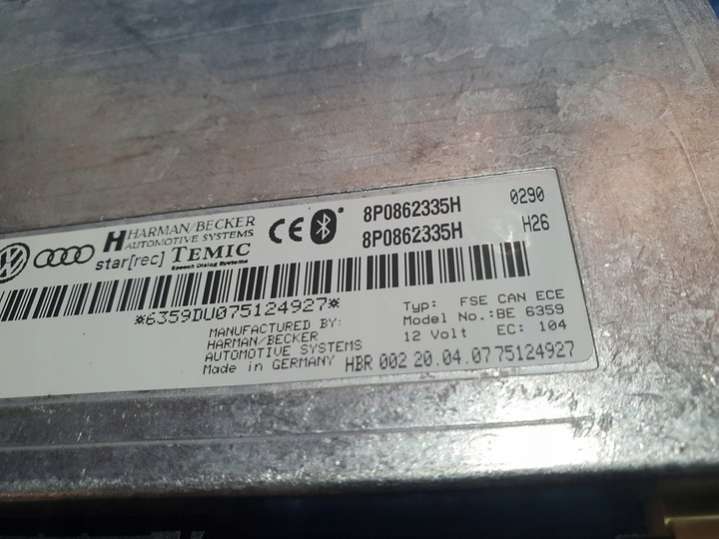 HARMAN/BECKER
AUTOMOTIVE SYSTEMS
star[rec] TEMIC
Speech Dialog Systems
CE
8P0862335H 0290
8P0862335H H26
*6359DU075124927*
MANUFACTURED BY:
HARMAN/BECKER
AUTOMOTIVE SYSTEMS
Made in GERMANY
Typ: FSE CAN ECE
Model No.:BE 6359
12 Volt EC: 104
HBR 002 20.04.07 75124927